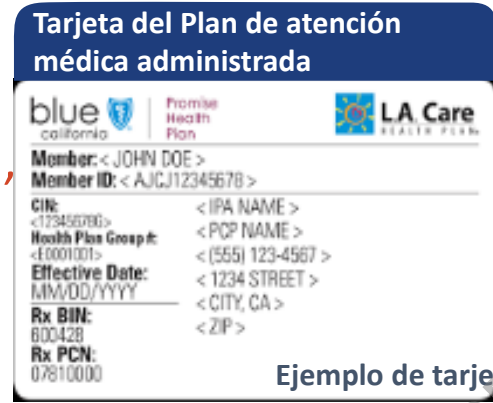 Tarjeta del Plan de atención
médica administrada
blue california
Promise
Health
Plan
L.A. Care
HEALTH PLAN
Member: < JOHN DOE >
Member ID: < AJCJ12345678 >
CIN:
<12345678G>
Health Plan Group #:
<E0001001>
Effective Date:
MM/DD/YYYY
Rx BIN:
600428
Rx PCN:
07810000
< IPA NAME >
< PCP NAME >
< (555) 123-4567 >
< 1234 STREET >
< CITY, CA >
< ZIP >
Ejemplo de tarje